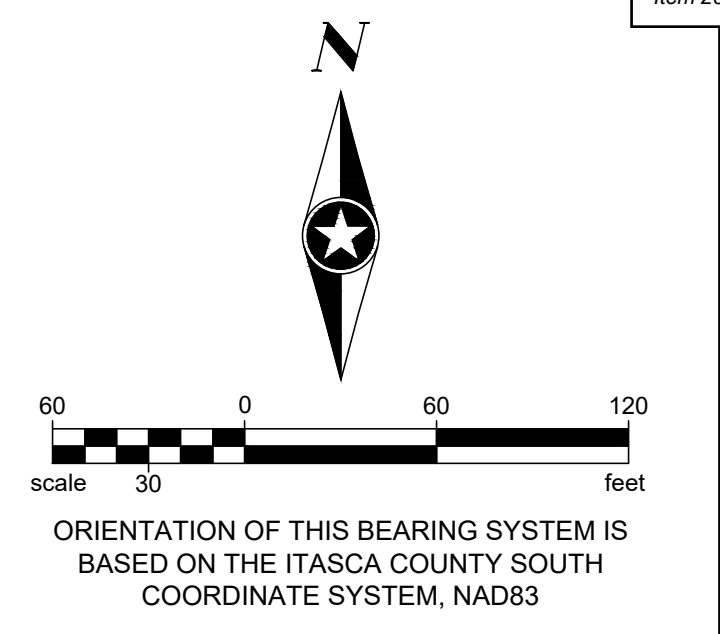 Item
N
60 0 60 120
scale 30 feet
ORIENTATION OF THIS BEARING SYSTEM IS
BASED ON THE ITASCA COUNTY SOUTH
COORDINATE SYSTEM, NAD83